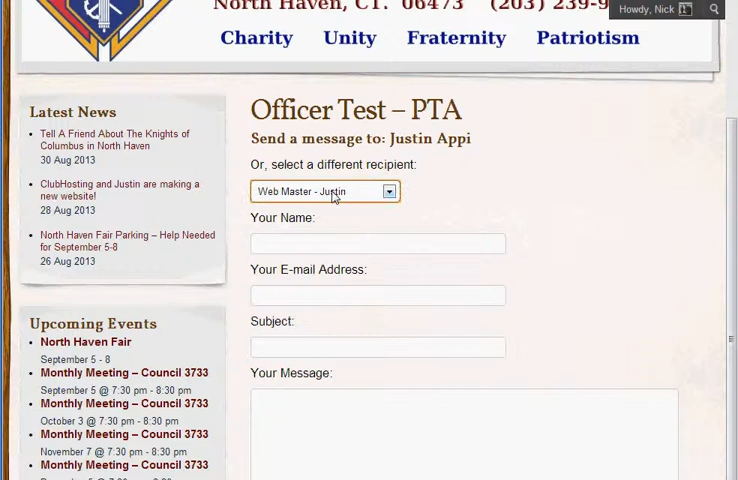 North Haven, CT. 06473 (203) 239-9
Howdy, Nick
Charity Unity Fraternity Patriotism
Latest News
Tell A Friend About The Knights of
Columbus in North Haven
30 Aug 2013
ClubHosting and Justin are making a
new website!
28 Aug 2013
North Haven Fair Parking – Help Needed
for September 5-8
26 Aug 2013
Upcoming Events
North Haven Fair
September 5 - 8
Monthly Meeting – Council 3733
September 5 @ 7:30 pm - 8:30 pm
Monthly Meeting – Council 3733
October 3 @ 7:30 pm - 8:30 pm
Monthly Meeting – Council 3733
November 7 @ 7:30 pm - 8:30 pm
Monthly Meeting – Council 3733
Officer Test – PTA
Send a message to: Justin Appi
Or, select a different recipient:
Web Master - Justin
Your Name:
Your E-mail Address:
Subject:
Your Message: